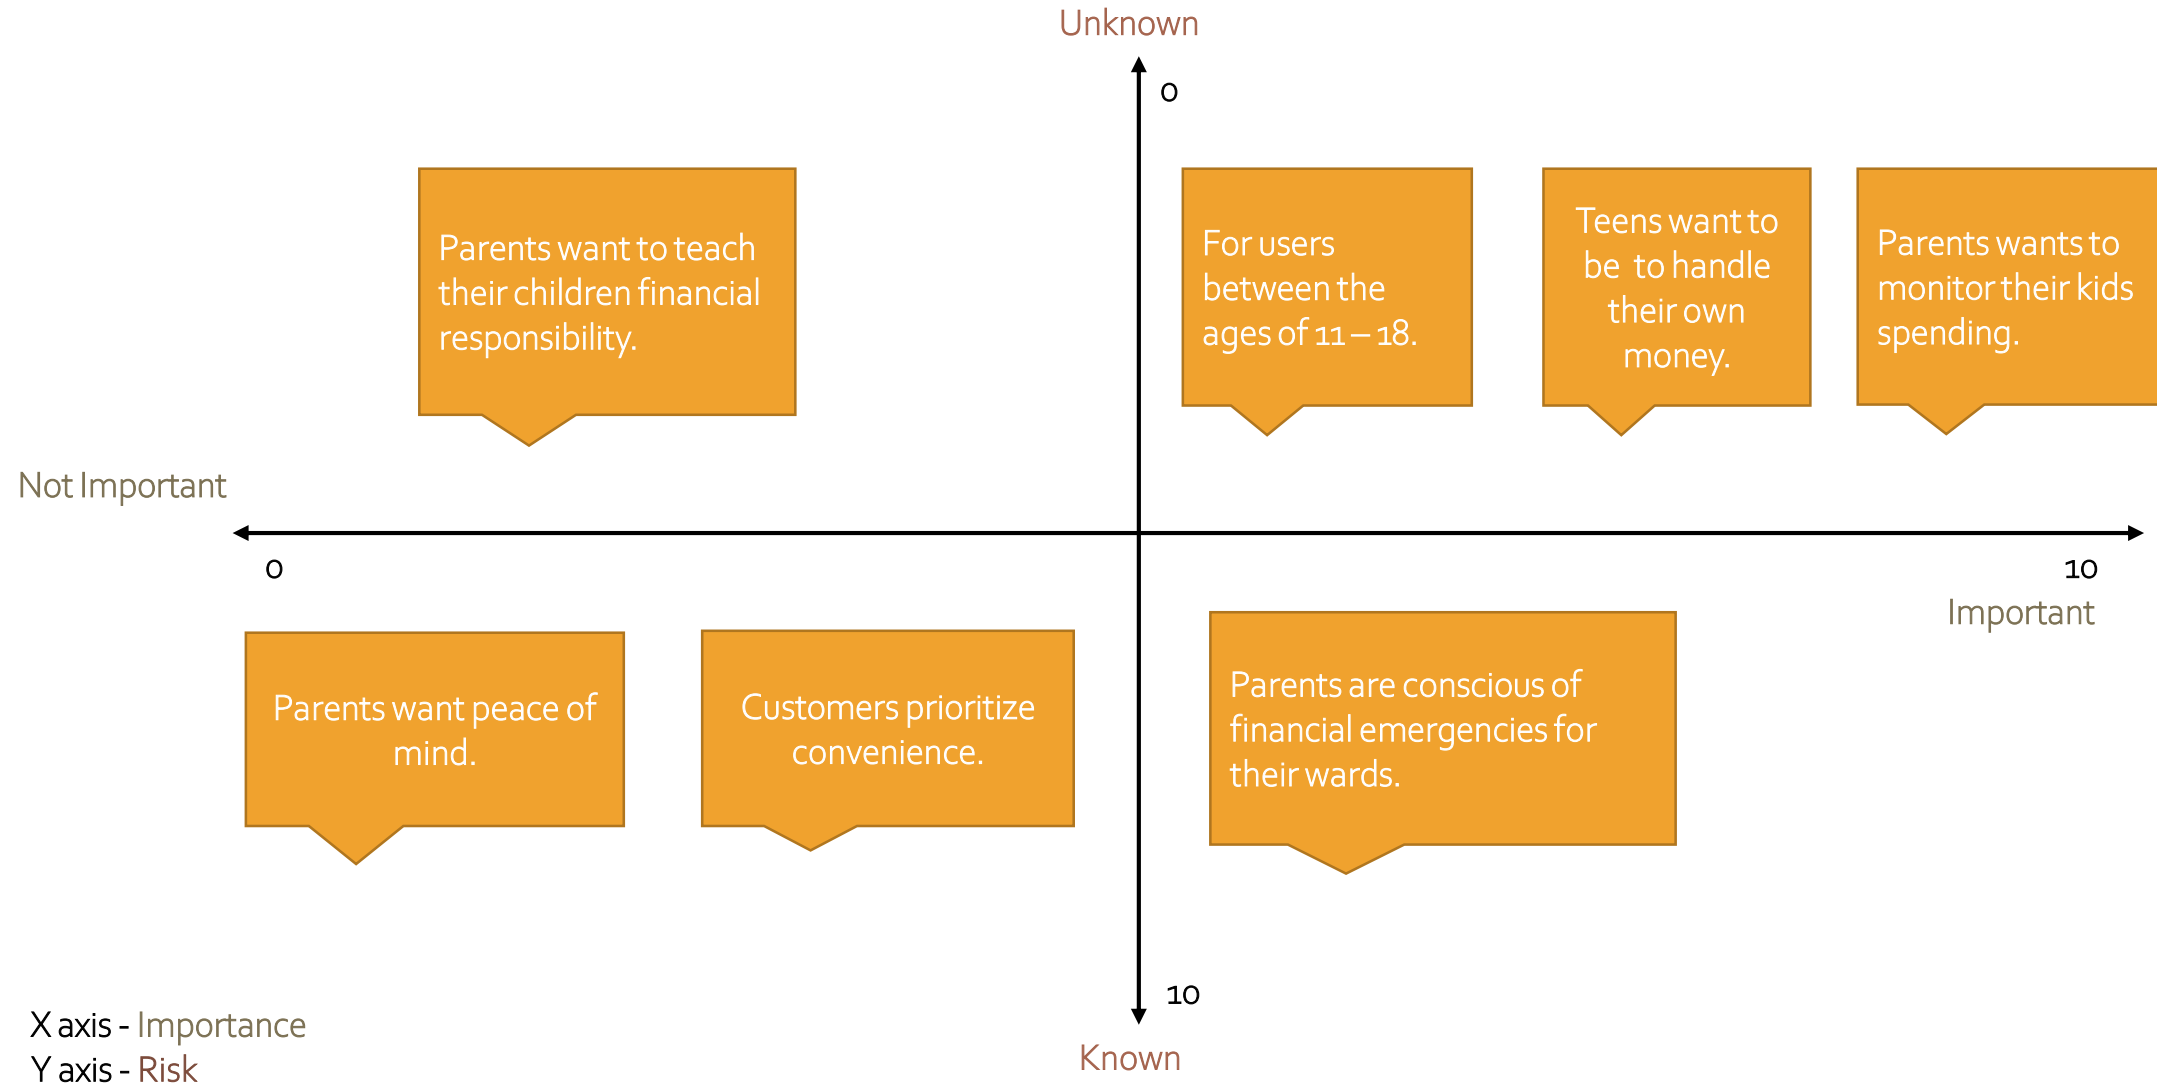 Unknown
0
Parents want to teach
their children financial
responsibility.
For users
between the
ages of 11 – 18.
Teens want to
be  to handle
their own
money.
Parents wants to
monitor their kids
spending.
Not Important
0
10
Important
Parents want peace of
mind.
Customers prioritize
convenience.
Parents are conscious of
financial emergencies for
their wards.
10
Known
X axis - Importance
Y axis - Risk